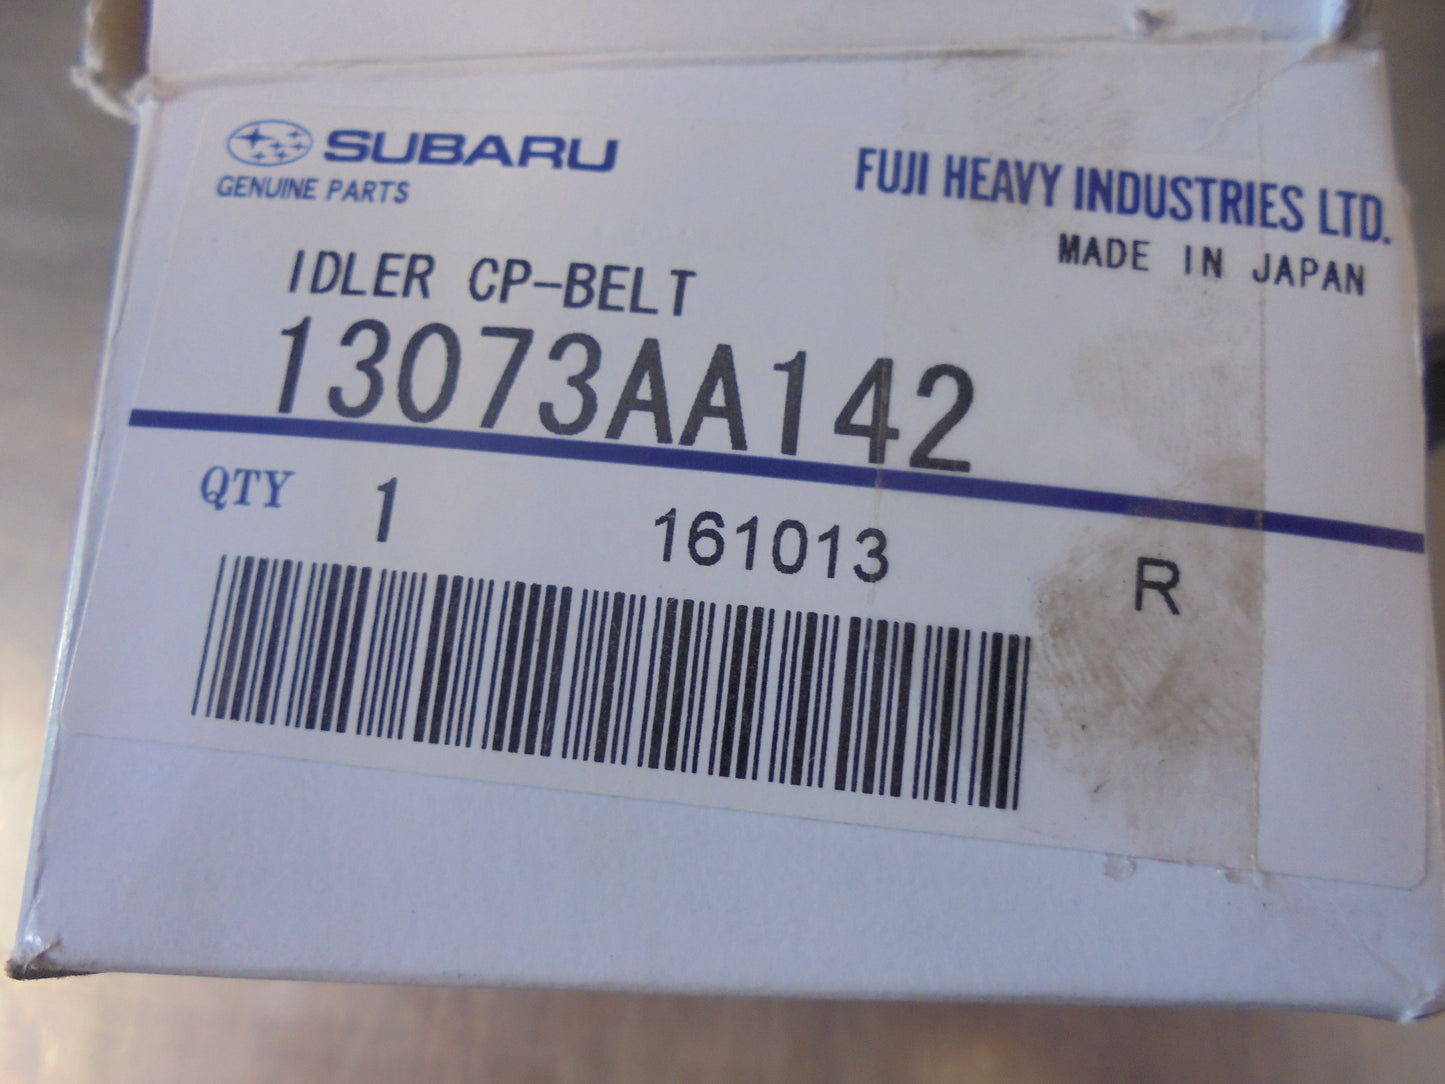 SUBARU
GENUINE PARTS
FUJI HEAVY INDUSTRIES LTD.
MADE IN JAPAN
IDLER CP-BELT
13073AA142
QTY 1 161013 R